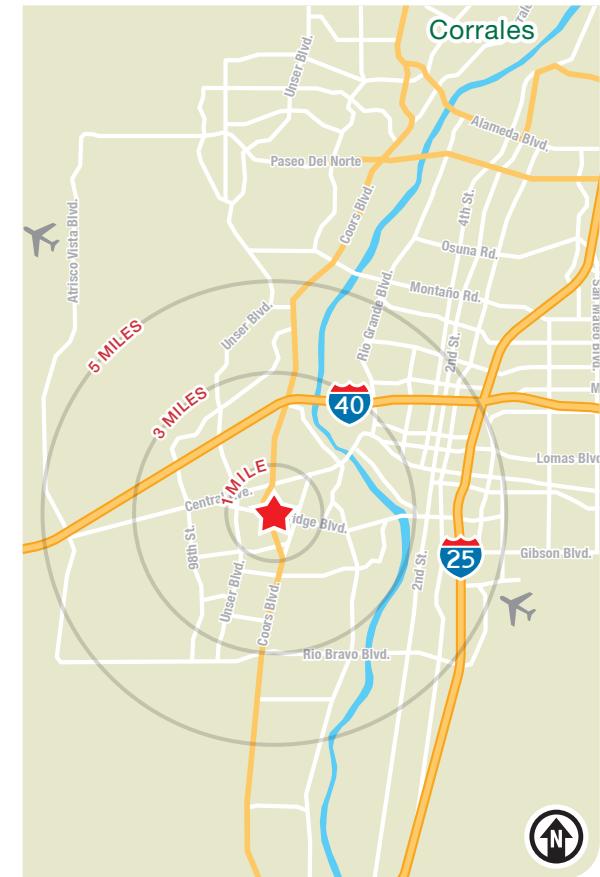 Corrales
Unser Blvd.
Alameda Blvd.
Paseo Del Norte
4th St.
Atrisco Vista Blvd.
Coors Blvd.
Osuna Rd.
San Mateo Blvd.
Montaño Rd.
Rio Grande Blvd.
Unser Blvd.
5 MILES
2nd St.
3 MILES
40
Lomas Blvd
1 MILE
Central Ave.
idge Blvd.
98th St.
Gibson Blvd.
25
2nd St.
Unser Blvd.
Coors Blvd.
Rio Bravo Blvd.
N